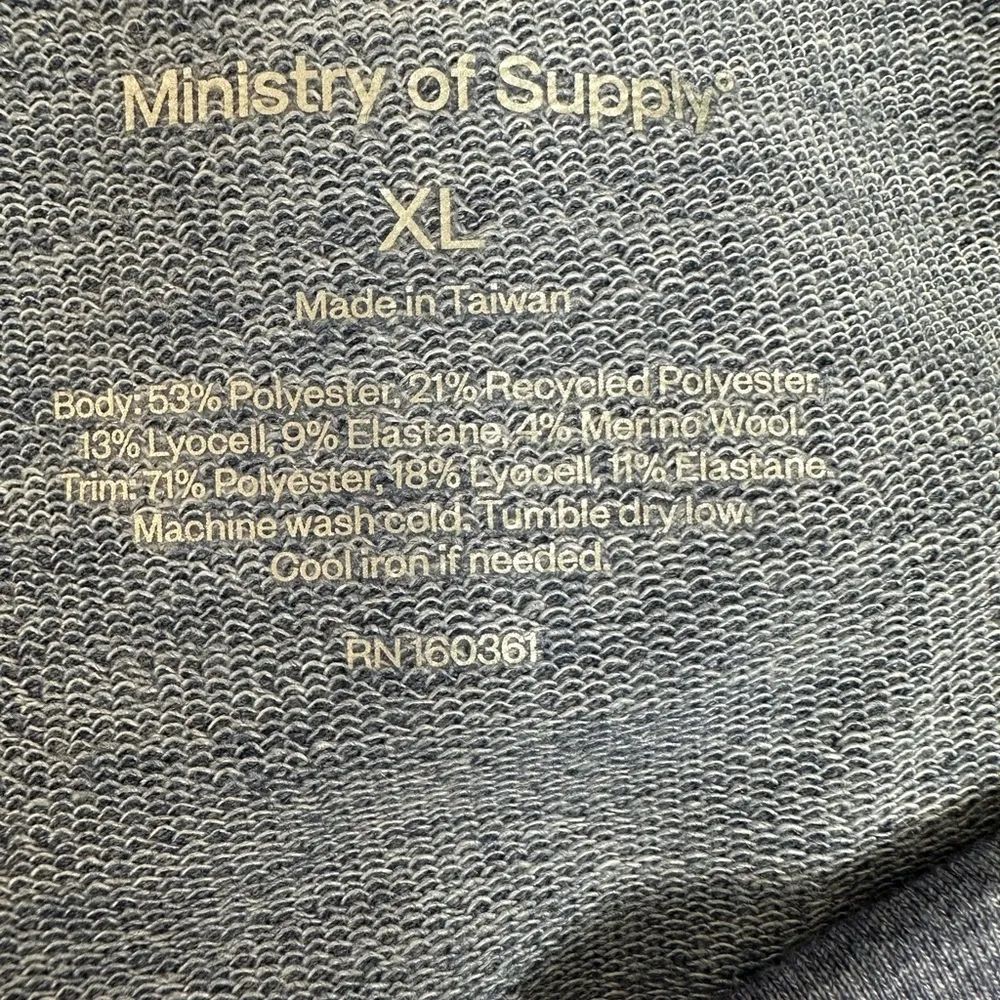 Ministry of Supply°
XL
Made in Taiwan
Body: 53% Polyester, 21% Recycled Polyester,
13% Lyocell, 9% Elastane, 4% Merino Wool.
Trim: 71% Polyester, 18% Lyocell, 11% Elastane.
Machine wash cold. Tumble dry low.
Cool iron if needed.
RN 160361